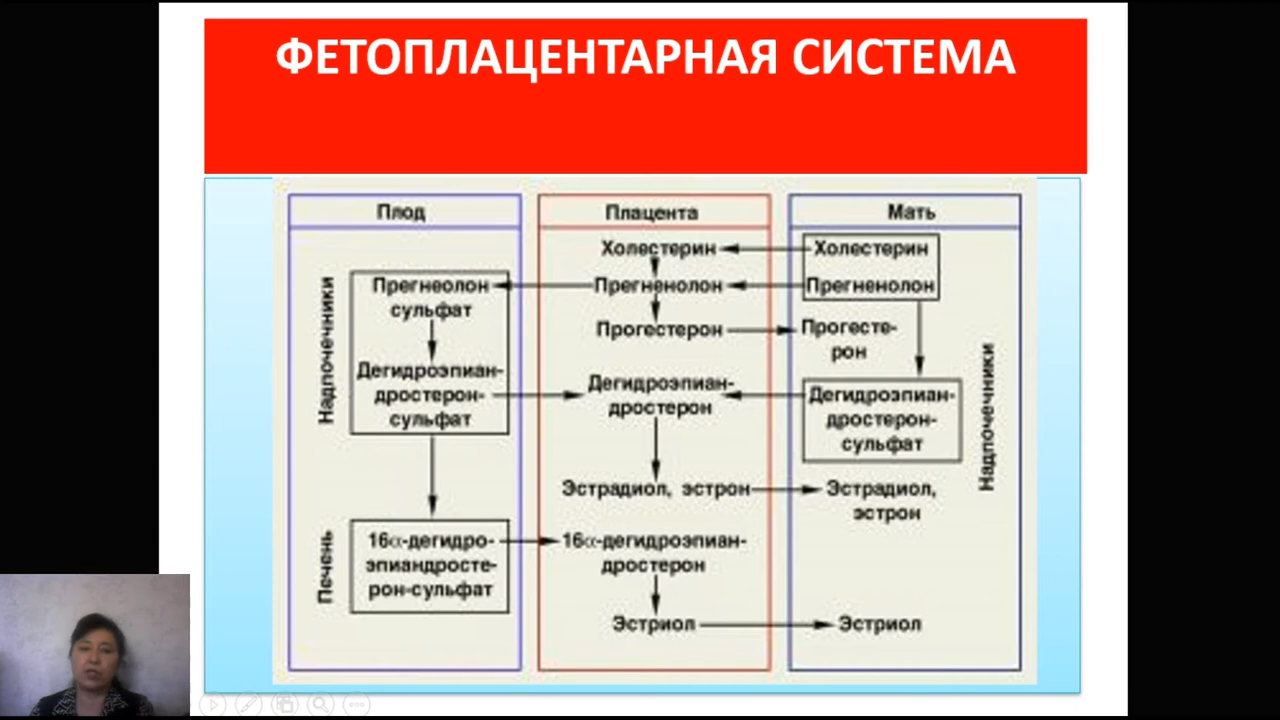 ФЕТОПЛАЦЕНТАРНАЯ СИСТЕМА
Плод
Надпочечники
Прегнеолон
сульфат
Дегидроэпиан-
дростерон-
сульфат
Печень
16α-дегидро-
эпиандросте-
рон-сульфат
Плацента
Холестерин
Прегненолон
Прогестерон
Дегидроэпиан-
дростерон
Эстрадиол, эстрон
16α-дегидроэпиан-
дростерон
Эстриол
Мать
Холестерин
Прегненолон
Прогесте-
рон
Дегидроэпиан-
дростерон-
сульфат
Надпочечники
Эстрадиол,
эстрон
Эстриол